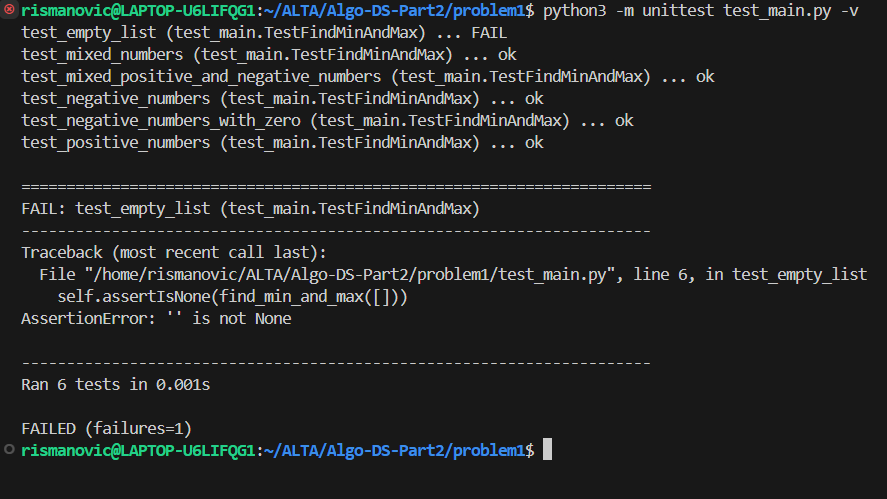 rismanovic@LAPTOP-U6LIFQG1:~/ALTA/Algo-DS-Part2/problem1$ python3 -m unittest test_main.py -v
test_empty_list (test_main.TestFindMinAndMax) ... FAIL
test_mixed_numbers (test_main.TestFindMinAndMax) ... ok
test_mixed_positive_and_negative_numbers (test_main.TestFindMinAndMax) ... ok
test_negative_numbers (test_main.TestFindMinAndMax) ... ok
test_negative_numbers_with_zero (test_main.TestFindMinAndMax) ... ok
test_positive_numbers (test_main.TestFindMinAndMax) ... ok

======================================================================
FAIL: test_empty_list (test_main.TestFindMinAndMax)
----------------------------------------------------------------------
Traceback (most recent call last):
  File "/home/rismanovic/ALTA/Algo-DS-Part2/problem1/test_main.py", line 6, in test_empty_list
    self.assertIsNone(find_min_and_max([]))
AssertionError: '' is not None

----------------------------------------------------------------------
Ran 6 tests in 0.001s

FAILED (failures=1)
rismanovic@LAPTOP-U6LIFQG1:~/ALTA/Algo-DS-Part2/problem1$